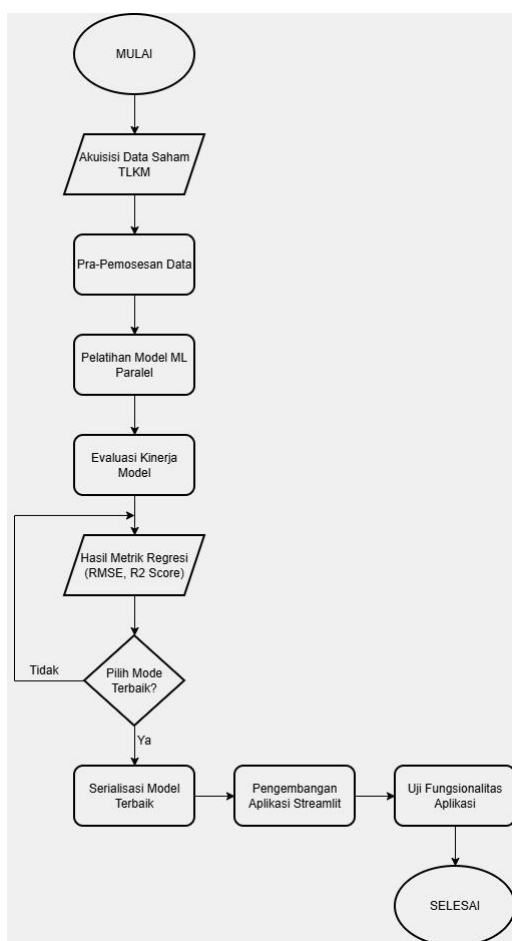 MULAI
Akuisisi Data Saham
TLKM
Pra-Pemosesan Data
Pelatihan Model ML
Paralel
Evaluasi Kinerja
Model
Hasil Metrik Regresi
(RMSE, R2 Score)
Tidak
Pilih Mode
Terbaik?
Ya
Serialisasi Model
Terbaik
Pengembangan
Aplikasi Streamlit
Uji Fungsionalitas
Aplikasi
SELESAI